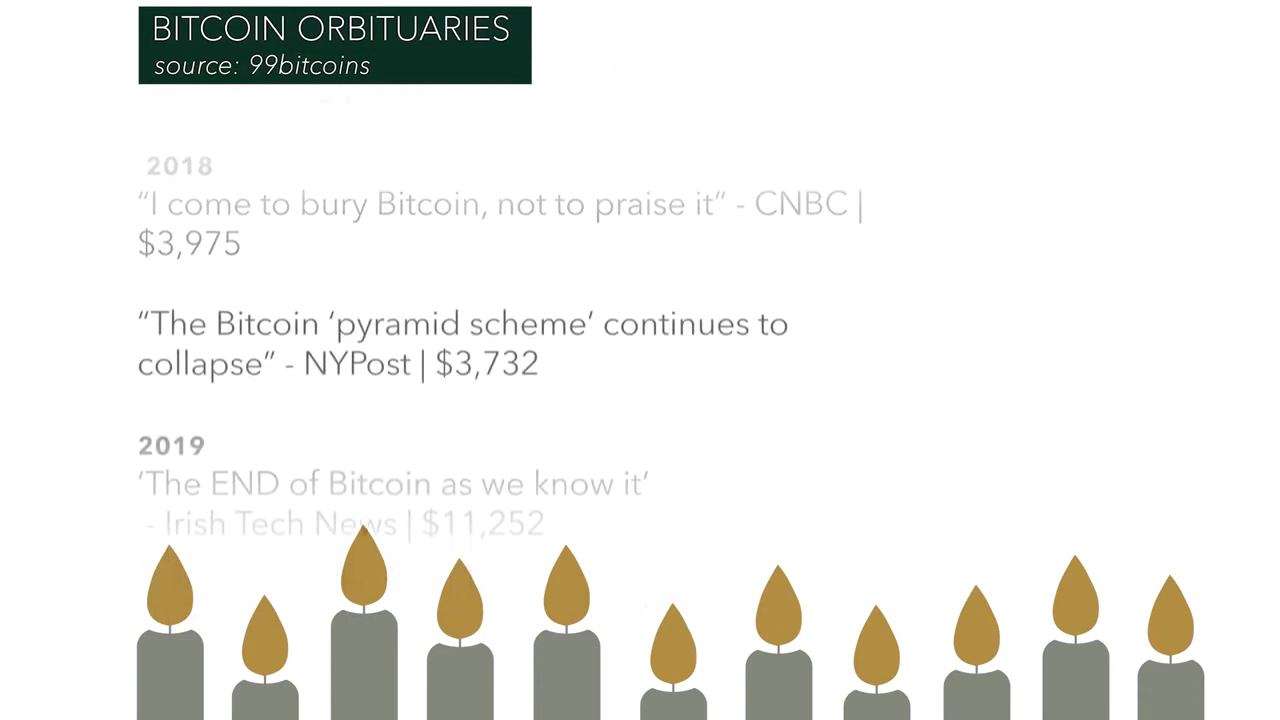 BITCOIN ORBITUARIES
source: 99bitcoins
2018
“I come to bury Bitcoin, not to praise it” - CNBC |
$3,975
“The Bitcoin ‘pyramid scheme’ continues to
collapse” - NYPost | $3,732
2019
‘The END of Bitcoin as we know it’
- Irish Tech News | $11,252